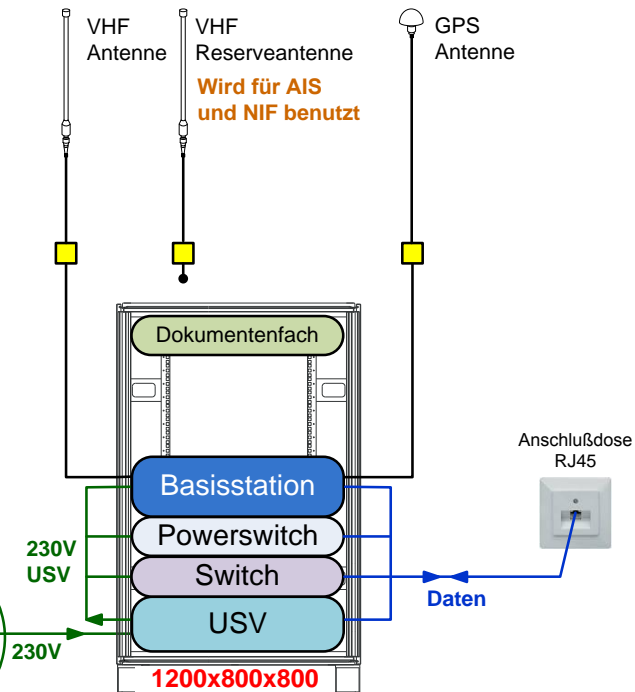 VHF
Antenne
VHF
Reserveantenne
Wird für AIS
und NIF benutzt
GPS
Antenne
Dokumentenfach
Anschlußdose
RJ45
Basisstation
Powerswitch
230V
USV
Switch
Daten
USV
230V
1200x800x800